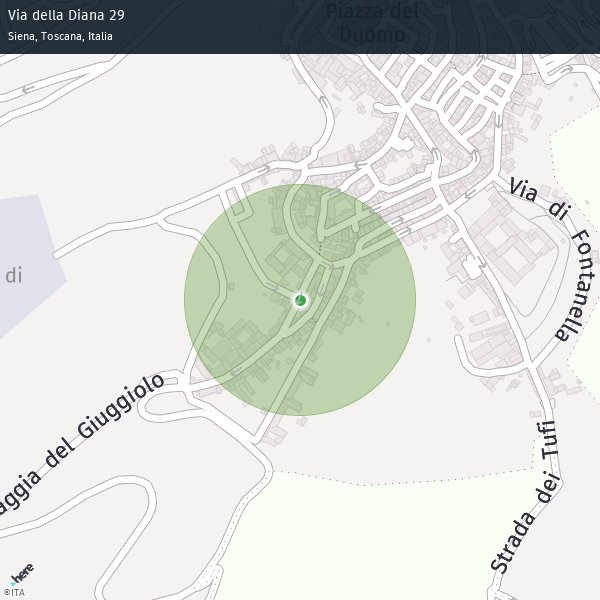 Via della Diana 29
Siena, Toscana, Italia
Piazza del
Duomo
Via di Fontanella
di
aggia del Giuggiolo
Strada dei Tufi
here
©ITA